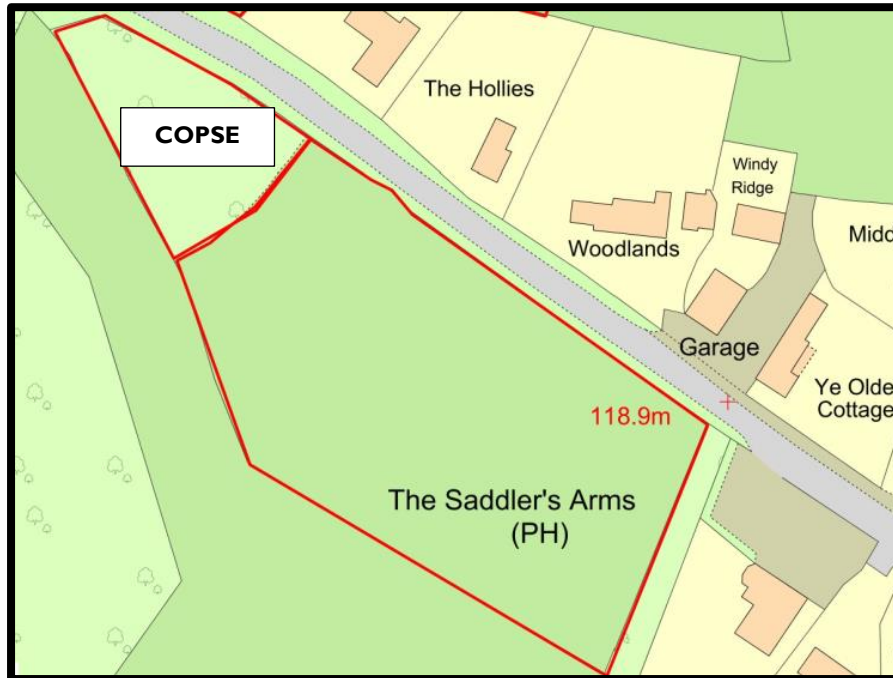 The Hollies
COPSE
Windy
Ridge
Woodlands
Midd
Garage
Ye Olde
Cottage
118.9m
The Saddler's Arms
(PH)